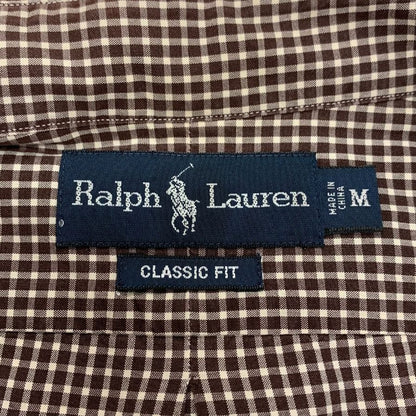 Ralph Lauren
MADE IN
CHINA
M
CLASSIC FIT